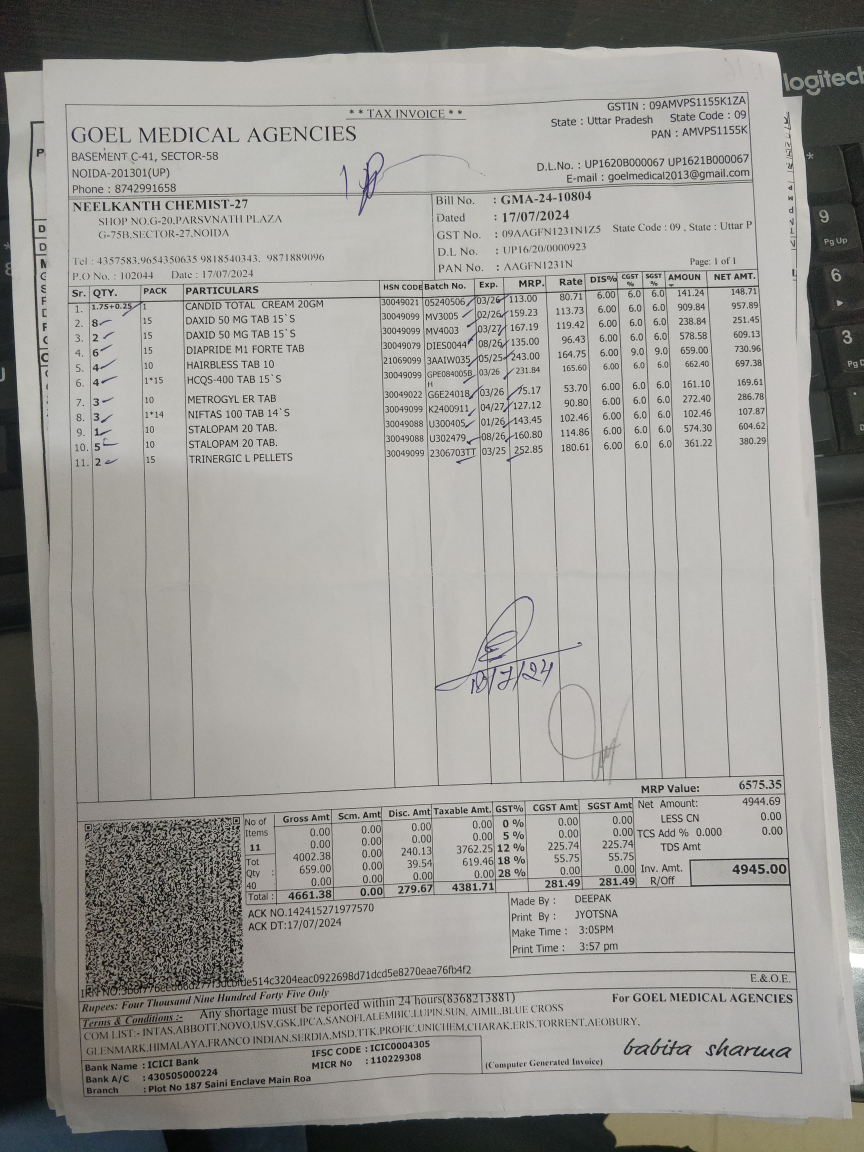 * * TAX INVOICE * *
GSTIN : 09AMVPS1155K1ZA
State : Uttar Pradesh State Code : 09
PAN : AMVPS1155K
GOEL MEDICAL AGENCIES
BASEMENT C-41, SECTOR-58
NOIDA-201301(UP)
Phone : 8742991658
D.L.No. : UP1620B000067 UP1621B000067
E-mail : goelmedical2013@gmail.com
NEELKANTH CHEMIST-27
SHOP NO.G-20,PARSVNATH PLAZA
G-75B,SECTOR-27,NOIDA
Tel : 4357583,9654350635 9818540343, 9871889096
P.O No. : 102044 Date : 17/07/2024
Bill No. : GMA-24-10804
Dated : 17/07/2024
GST No. : 09AAGFN1231N1Z5 State Code : 09 , State : Uttar P
D.L No. : UP16/20/0000923
PAN No. : AAGFN1231N Page: 1 of 1
Sr. QTY. PACK PARTICULARS HSN CODE Batch No. Exp. MRP. Rate DIS% CGST % SGST % AMOUN NET AMT.
1. 1.75+0.25 1 CANDID TOTAL CREAM 20GM 30049021 05240506 03/26 113.00 80.71 6.00 6.0 6.0 141.24 148.71
2. 8 15 DAXID 50 MG TAB 15`S 30049099 MV3005 02/26 159.23 113.73 6.00 6.0 6.0 909.84 957.89
3. 2 15 DAXID 50 MG TAB 15`S 30049099 MV4003 03/27 167.19 119.42 6.00 6.0 6.0 238.84 251.45
4. 6 15 DIAPRIDE M1 FORTE TAB 30049079 DIES0044 08/26 135.00 96.43 6.00 6.0 6.0 578.58 609.13
5. 4 10 HAIRBLESS TAB 10 21069099 3AAIW035 05/25 243.00 164.75 6.00 9.0 9.0 659.00 730.96
6. 4 1*15 HCQS-400 TAB 15`S 30049099 GPE084005B H 03/26 231.84 165.60 6.00 6.0 6.0 662.40 697.38
7. 3 10 METROGYL ER TAB 30049022 G6E24018 03/26 75.17 53.70 6.00 6.0 6.0 161.10 169.61
8. 3 1*14 NIFTAS 100 TAB 14`S 30049099 K2400911 04/27 127.12 90.80 6.00 6.0 6.0 272.40 286.78
9. 1 10 STALOPAM 20 TAB. 30049088 U300405 01/26 143.45 102.46 6.00 6.0 6.0 102.46 107.87
10. 5 10 STALOPAM 20 TAB. 30049088 U302479 08/26 160.80 114.86 6.00 6.0 6.0 574.30 604.62
11. 2 15 TRINERGIC L PELLETS 30049099 2306703TT 03/25 252.85 180.61 6.00 6.0 6.0 361.22 380.29
18/7/24
MRP Value: 6575.35
No of Items 11 Tot Qty : 40
Gross Amt Scm. Amt Disc. Amt Taxable Amt. GST% CGST Amt SGST Amt
0.00 0.00 0.00 0.00 0 % 0.00 0.00
0.00 0.00 0.00 0.00 5 % 0.00 0.00
4002.38 0.00 240.13 3762.25 12 % 225.74 225.74
659.00 0.00 39.54 619.46 18 % 55.75 55.75
0.00 0.00 0.00 0.00 28 % 0.00 0.00
Total : 4661.38 0.00 279.67 4381.71 281.49 281.49
Net Amount: 4944.69
LESS CN 0.00
TCS Add % 0.000 0.00
TDS Amt
Inv. Amt. R/Off 4945.00
ACK NO.142415271977570
ACK DT:17/07/2024
Made By : DEEPAK
Print By : JYOTSNA
Make Time : 3:05PM
Print Time : 3:57 pm
E.& O.E.
Rupees: Four Thousand Nine Hundred Forty Five Only
Terms & Conditions :- Any shortage must be reported within 24 hours(8368213881)
For GOEL MEDICAL AGENCIES
COM LIST:- INTAS,ABBOTT,NOVO,USV,GSK,IPCA,SANOFI,ALEMBIC,LUPIN,SUN, AIMIL,BLUE CROSS
GLENMARK,HIMALAYA,FRANCO INDIAN,SERDIA,MSD,TTK,PROFIC,UNICHEM,CHARAK,ERIS,TORRENT,AEOBURY,
Bank Name : ICICI Bank IFSC CODE : ICIC0004305
Bank A/C : 430505000224 MICR No : 110229308
Branch : Plot No 187 Saini Enclave Main Roa
(Computer Generated Invoice)
babita sharma
logitech
9
Pg Up
6
3